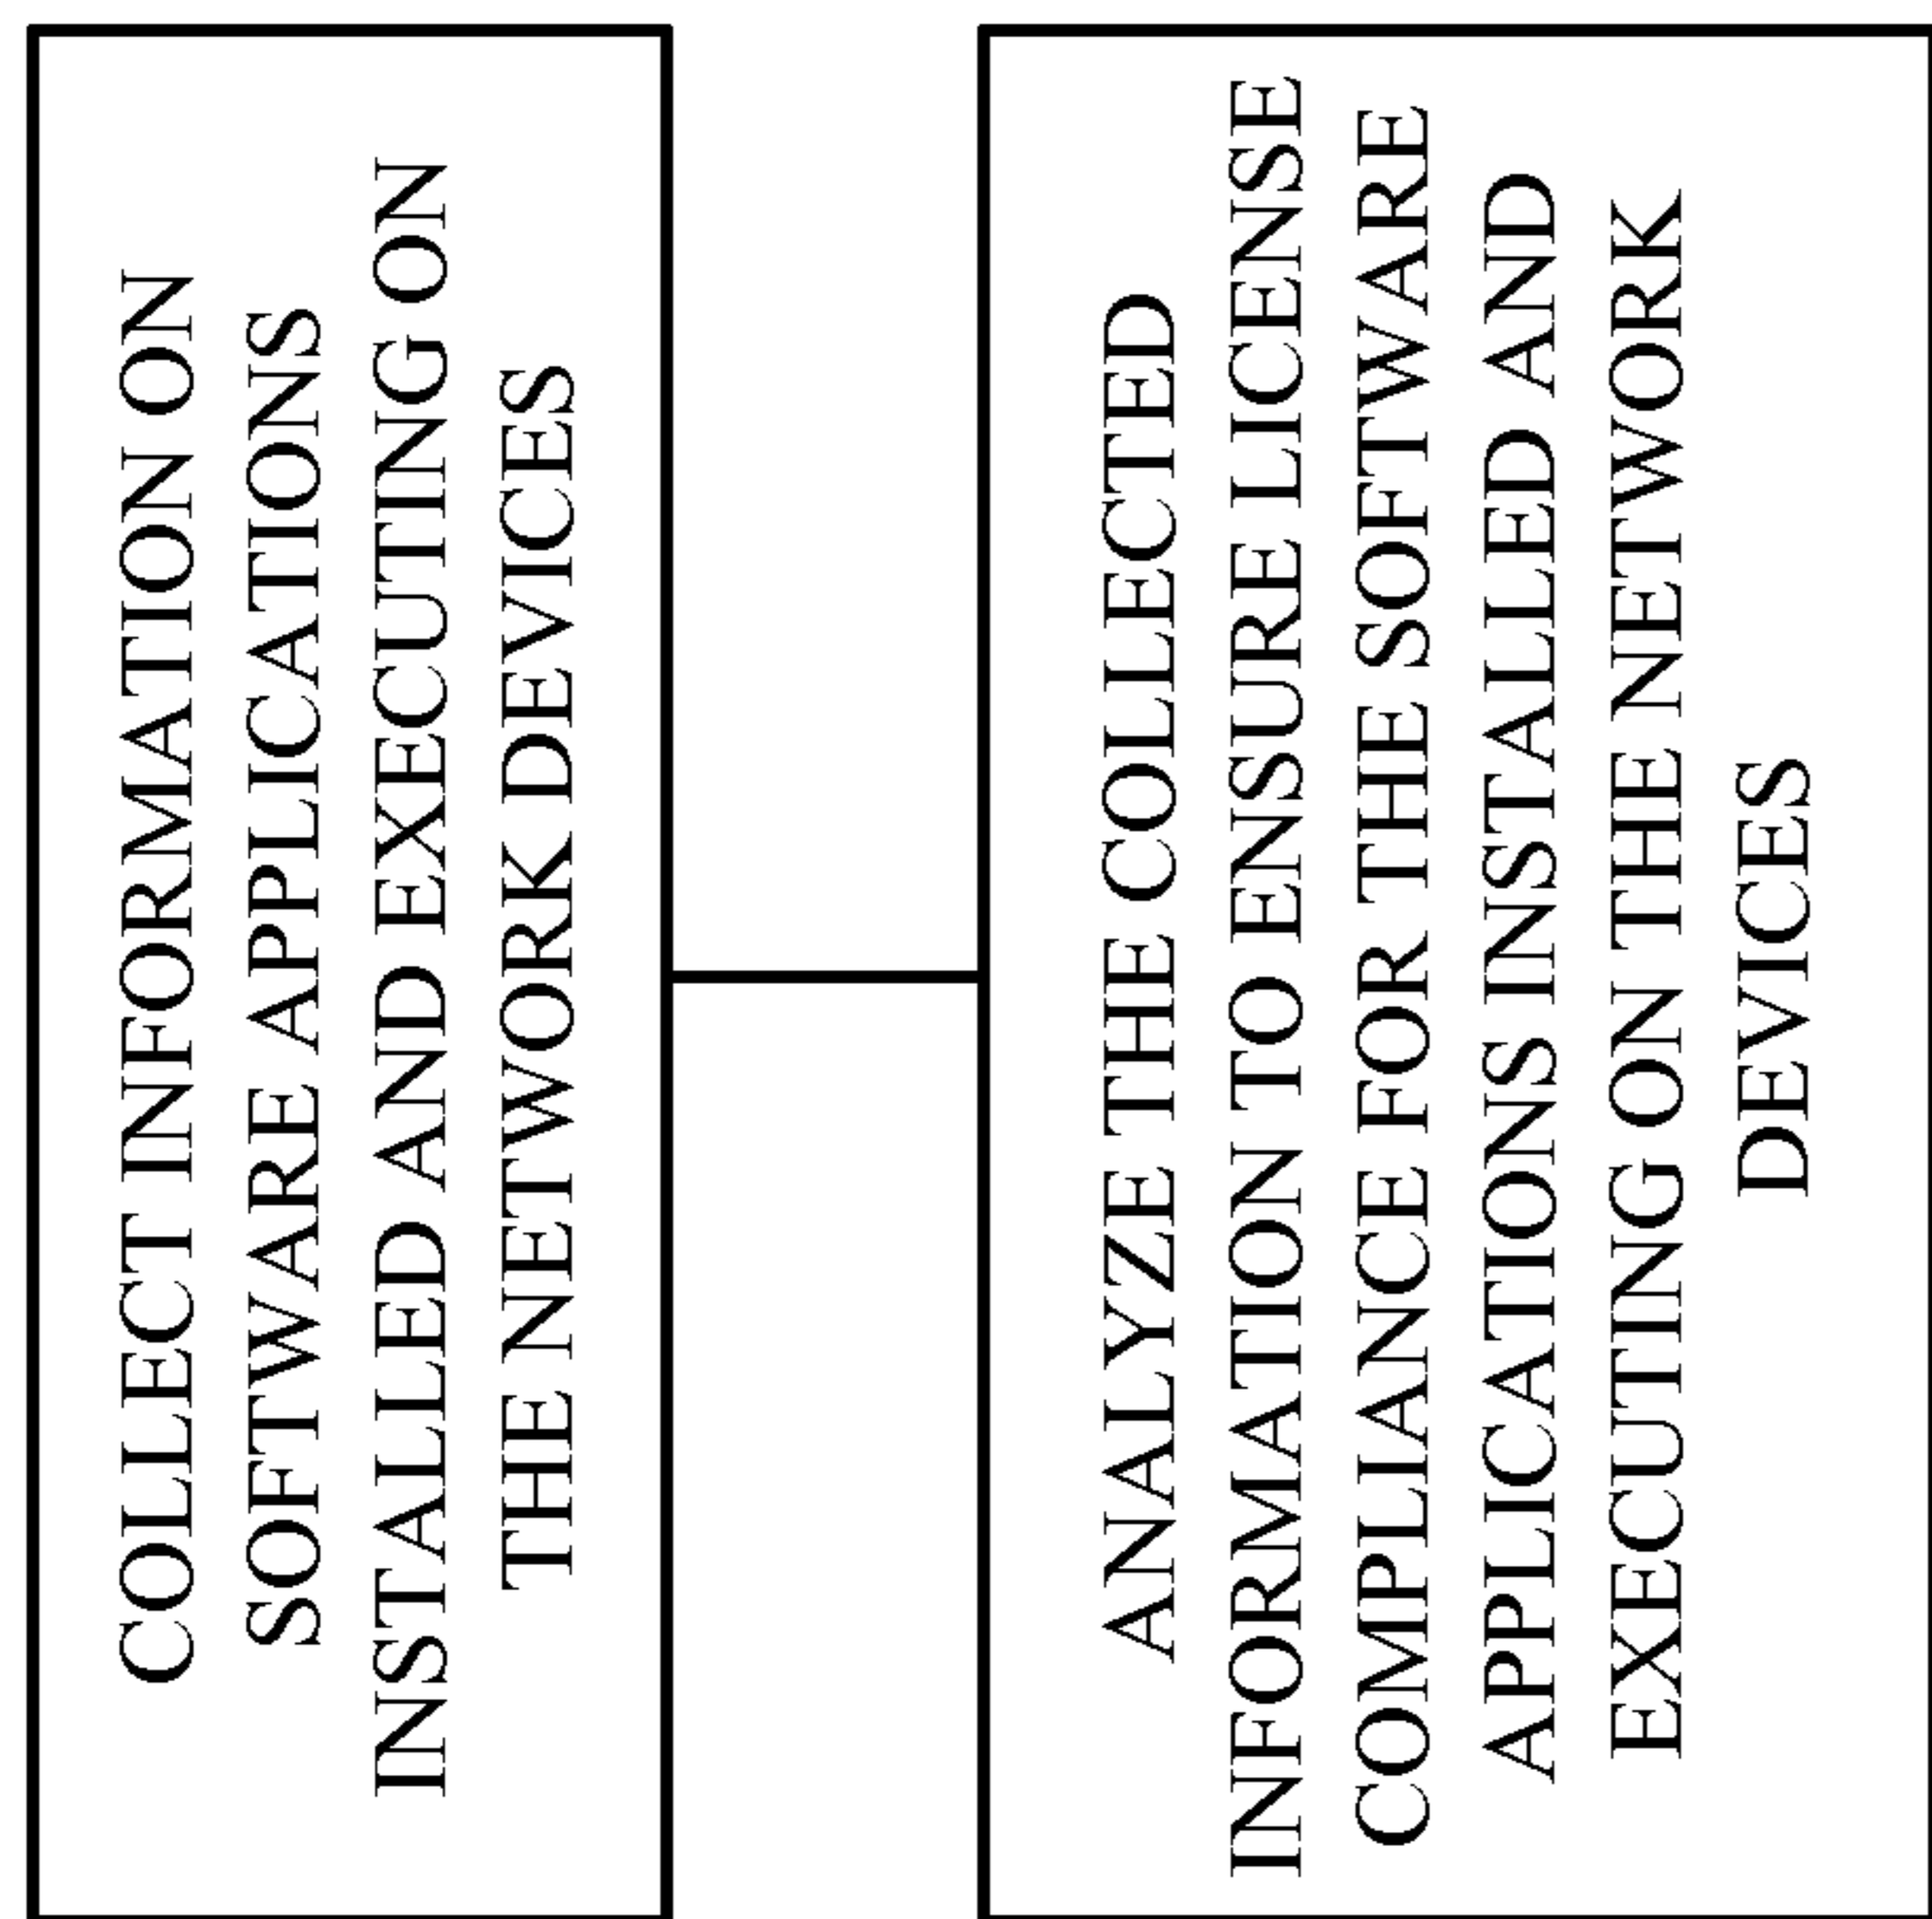 COLLECT INFORMATION ON
SOFTWARE APPLICATIONS
INSTALLED AND EXECUTING ON
THE NETWORK DEVICES
ANALYZE THE COLLECTED
INFORMATION TO ENSURE LICENSE
COMPLIANCE FOR THE SOFTWARE
APPLICATIONS INSTALLED AND
EXECUTING ON THE NETWORK
DEVICES